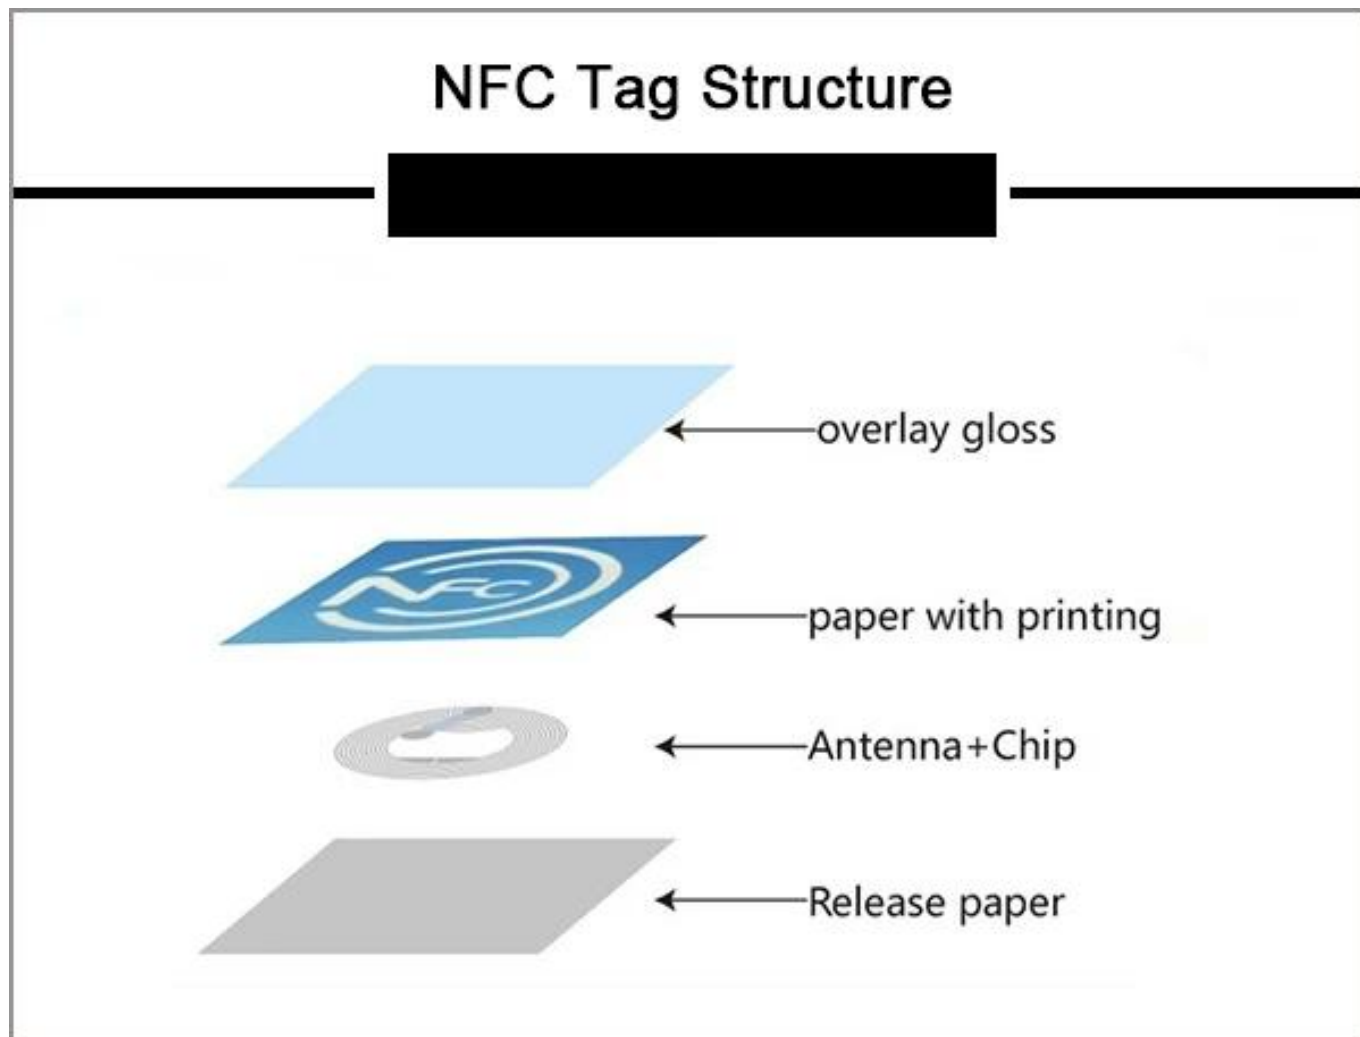 NFC Tag Structure
overlay gloss
NFC
paper with printing
Antenna+Chip
Release paper